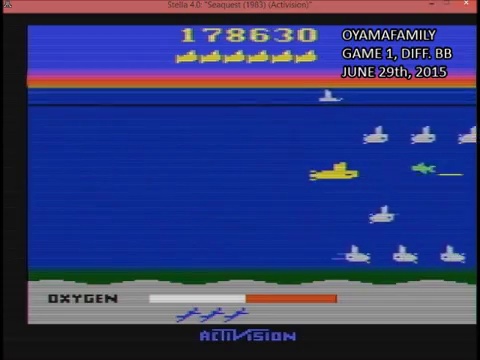 Stella 4.0: "Seaquest (1983) (Activision)"
178630
OYAMAFAMILY
GAME 1, DIFF. BB
JUNE 29th, 2015
OXYGEN
ACTIVISION